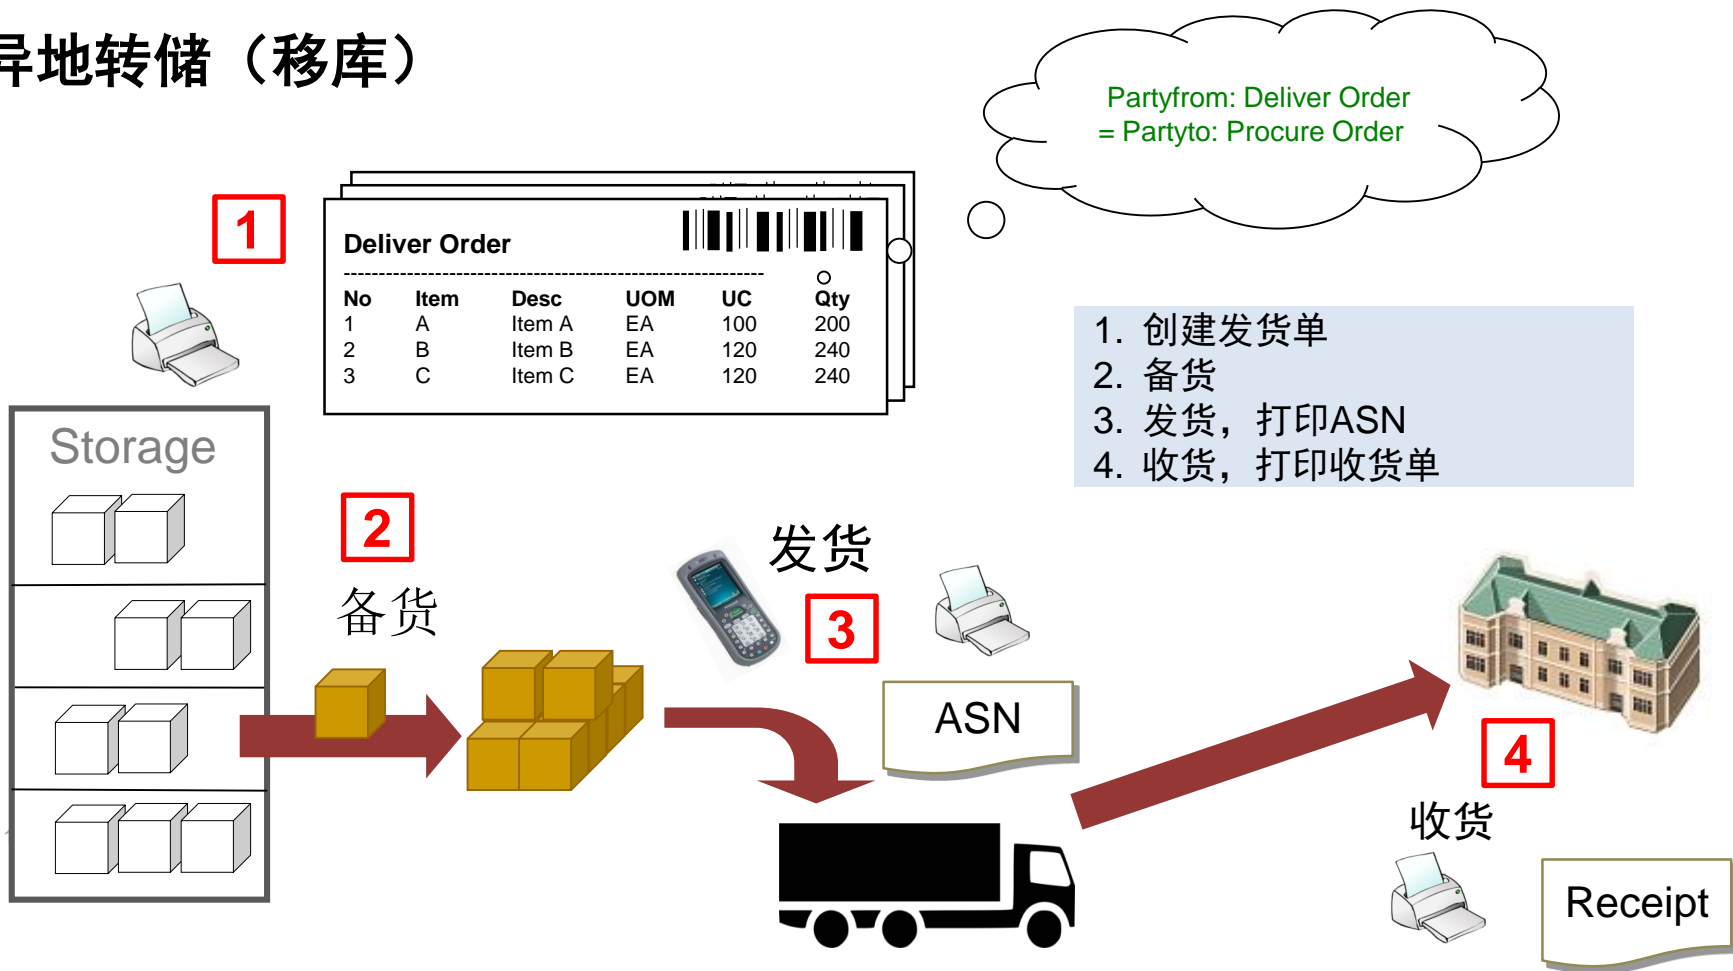 异地转储（移库）
Partyfrom: Deliver Order
= Partyto: Procure Order
1
Deliver Order
No Item Desc UOM UC Qty
1 A Item A EA 100 200
2 B Item B EA 120 240
3 C Item C EA 120 240
1. 创建发货单
2. 备货
3. 发货，打印ASN
4. 收货，打印收货单
Storage
2
备货
发货
3
ASN
4
收货
Receipt